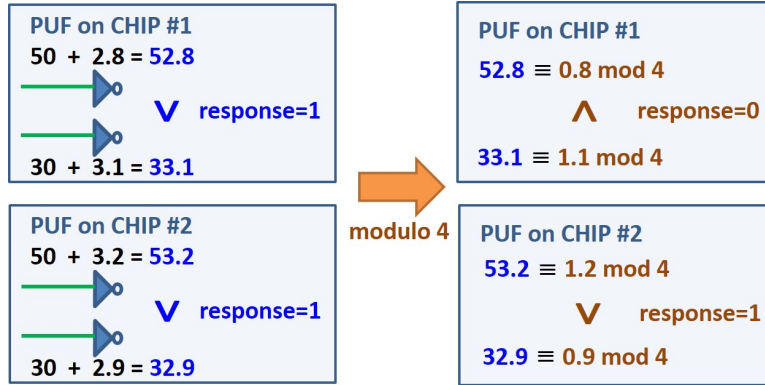 PUF on CHIP #1
50 + 2.8 = 52.8
> response=1
30 + 3.1 = 33.1
PUF on CHIP #2
50 + 3.2 = 53.2
> response=1
30 + 2.9 = 32.9
modulo 4
PUF on CHIP #1
52.8 ≡ 0.8 mod 4
< response=0
33.1 ≡ 1.1 mod 4
PUF on CHIP #2
53.2 ≡ 1.2 mod 4
> response=1
32.9 ≡ 0.9 mod 4